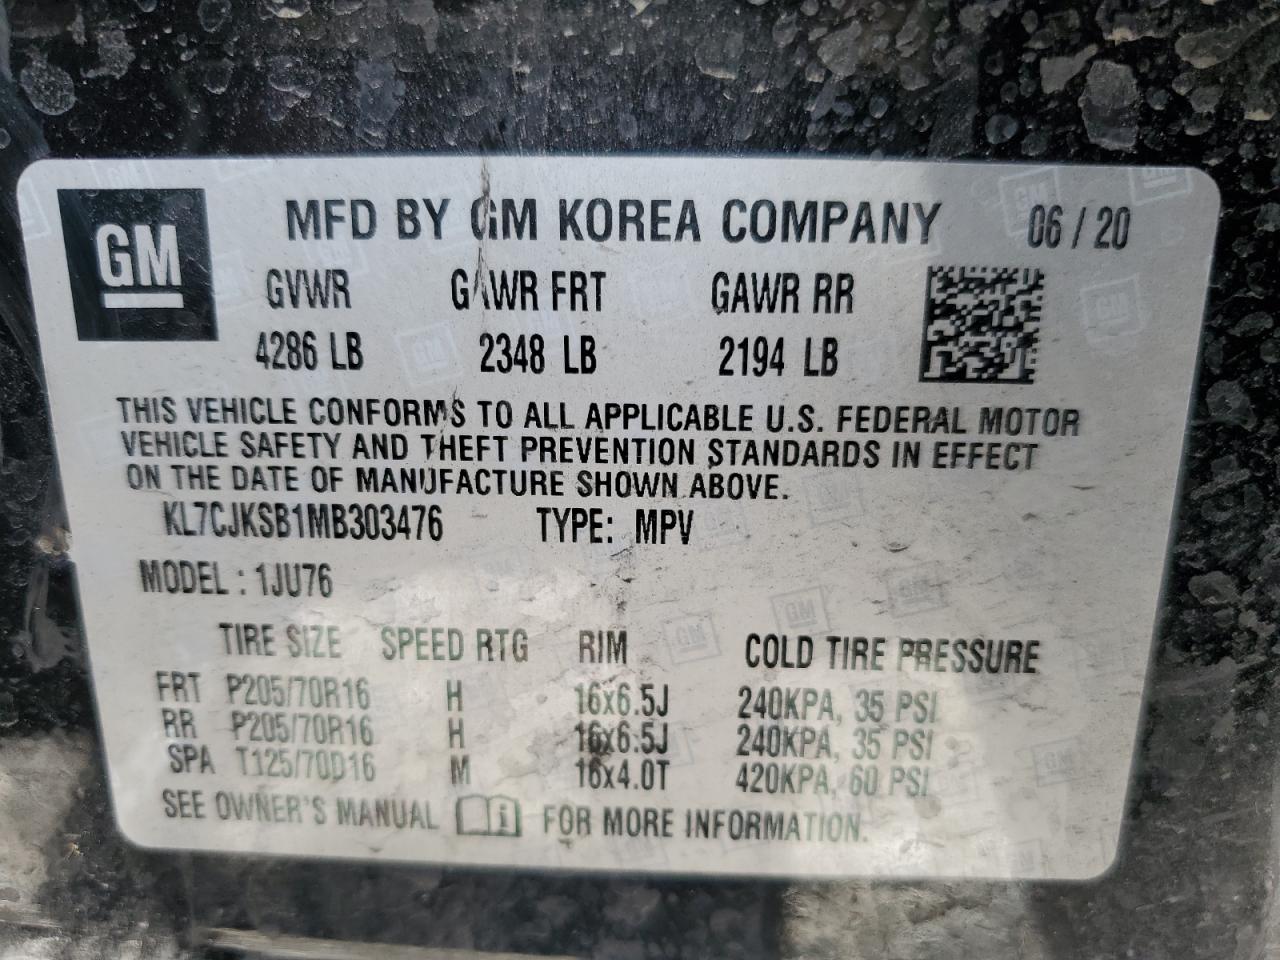 GM
MFD BY GM KOREA COMPANY 06/20
GVWR GAWR FRT GAWR RR
4286 LB 2348 LB 2194 LB
THIS VEHICLE CONFORMS TO ALL APPLICABLE U.S. FEDERAL MOTOR
VEHICLE SAFETY AND THEFT PREVENTION STANDARDS IN EFFECT
ON THE DATE OF MANUFACTURE SHOWN ABOVE.
KL7CJKSB1MB303476 TYPE: MPV
MODEL : 1JU76
TIRE SIZE SPEED RTG RIM COLD TIRE PRESSURE
FRT P205/70R16 H 16x6.5J 240KPA, 35 PSI
RR P205/70R16 H 16x6.5J 240KPA, 35 PSI
SPA T125/70D16 M 16x4.0T 420KPA, 60 PSI
SEE OWNER'S MANUAL i FOR MORE INFORMATION.